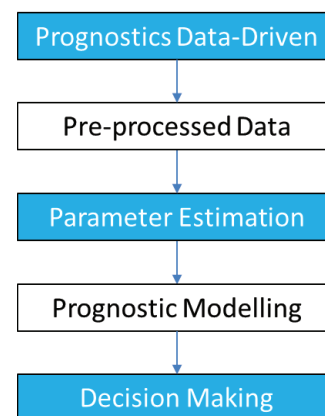 Prognostics Data-Driven
Pre-processed Data
Parameter Estimation
Prognostic Modelling
Decision Making